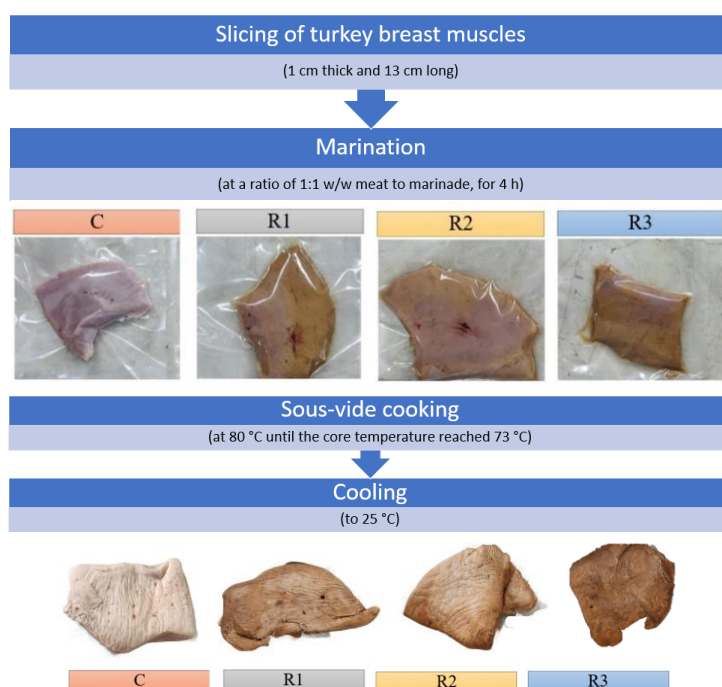 Slicing of turkey breast muscles
(1 cm thick and 13 cm long)
Marination
(at a ratio of 1:1 w/w meat to marinade, for 4 h)
C R1 R2 R3
Sous-vide cooking
(at 80 °C until the core temperature reached 73 °C)
Cooling
(to 25 °C)
C R1 R2 R3